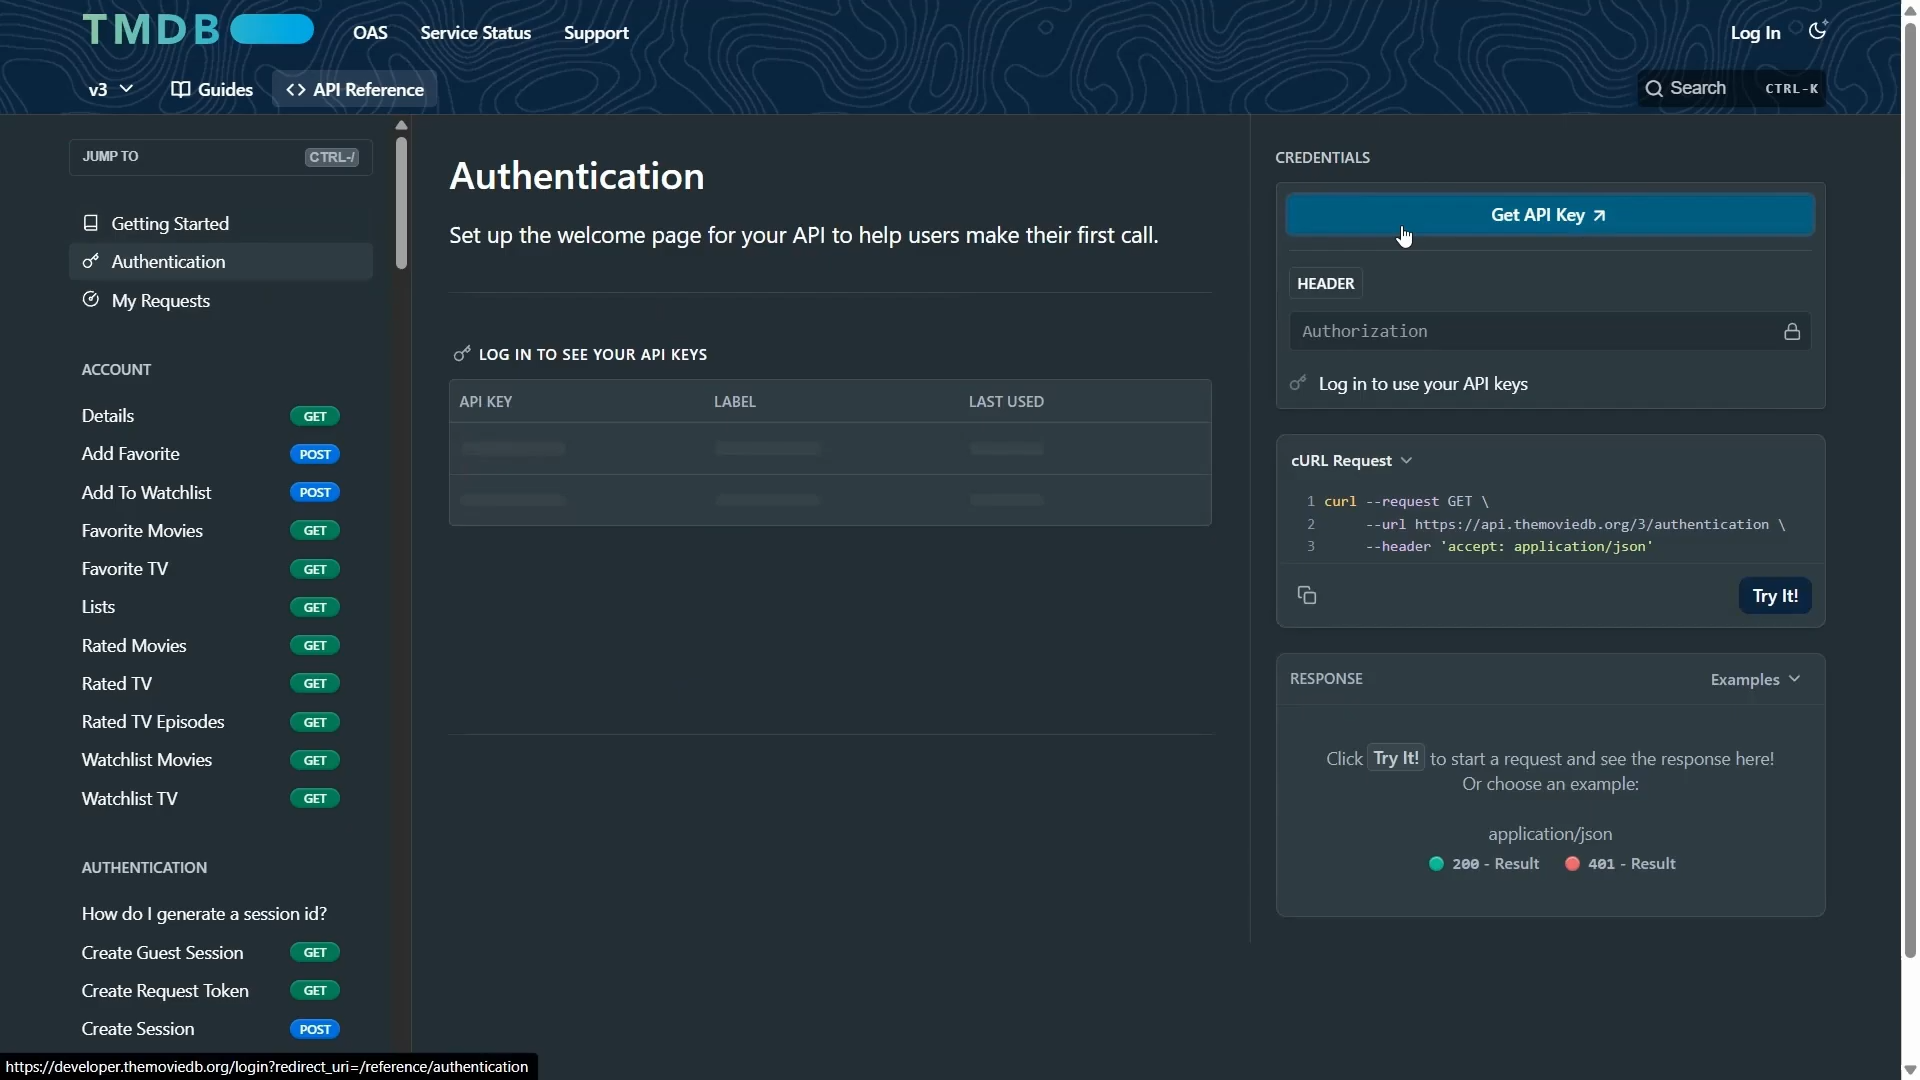 TMDB
OAS
Service Status
Support
Log In
v3
Guides
<> API Reference
Search CTRL-K
JUMP TO CTRL-/
Getting Started
Authentication
My Requests
ACCOUNT
Details GET
Add Favorite POST
Add To Watchlist POST
Favorite Movies GET
Favorite TV GET
Lists GET
Rated Movies GET
Rated TV GET
Rated TV Episodes GET
Watchlist Movies GET
Watchlist TV GET
AUTHENTICATION
How do I generate a session id?
Create Guest Session GET
Create Request Token GET
Create Session POST
https://developer.themoviedb.org/login?redirect_uri=/reference/authentication
Authentication
Set up the welcome page for your API to help users make their first call.
LOG IN TO SEE YOUR API KEYS
API KEY LABEL LAST USED
CREDENTIALS
Get API Key
HEADER
Authorization
Log in to use your API keys
cURL Request
1 curl --request GET \
2 --url https://api.themoviedb.org/3/authentication \
3 --header 'accept: application/json'
Try It!
RESPONSE Examples
Click Try It! to start a request and see the response here!
Or choose an example:
application/json
200 - Result 401 - Result